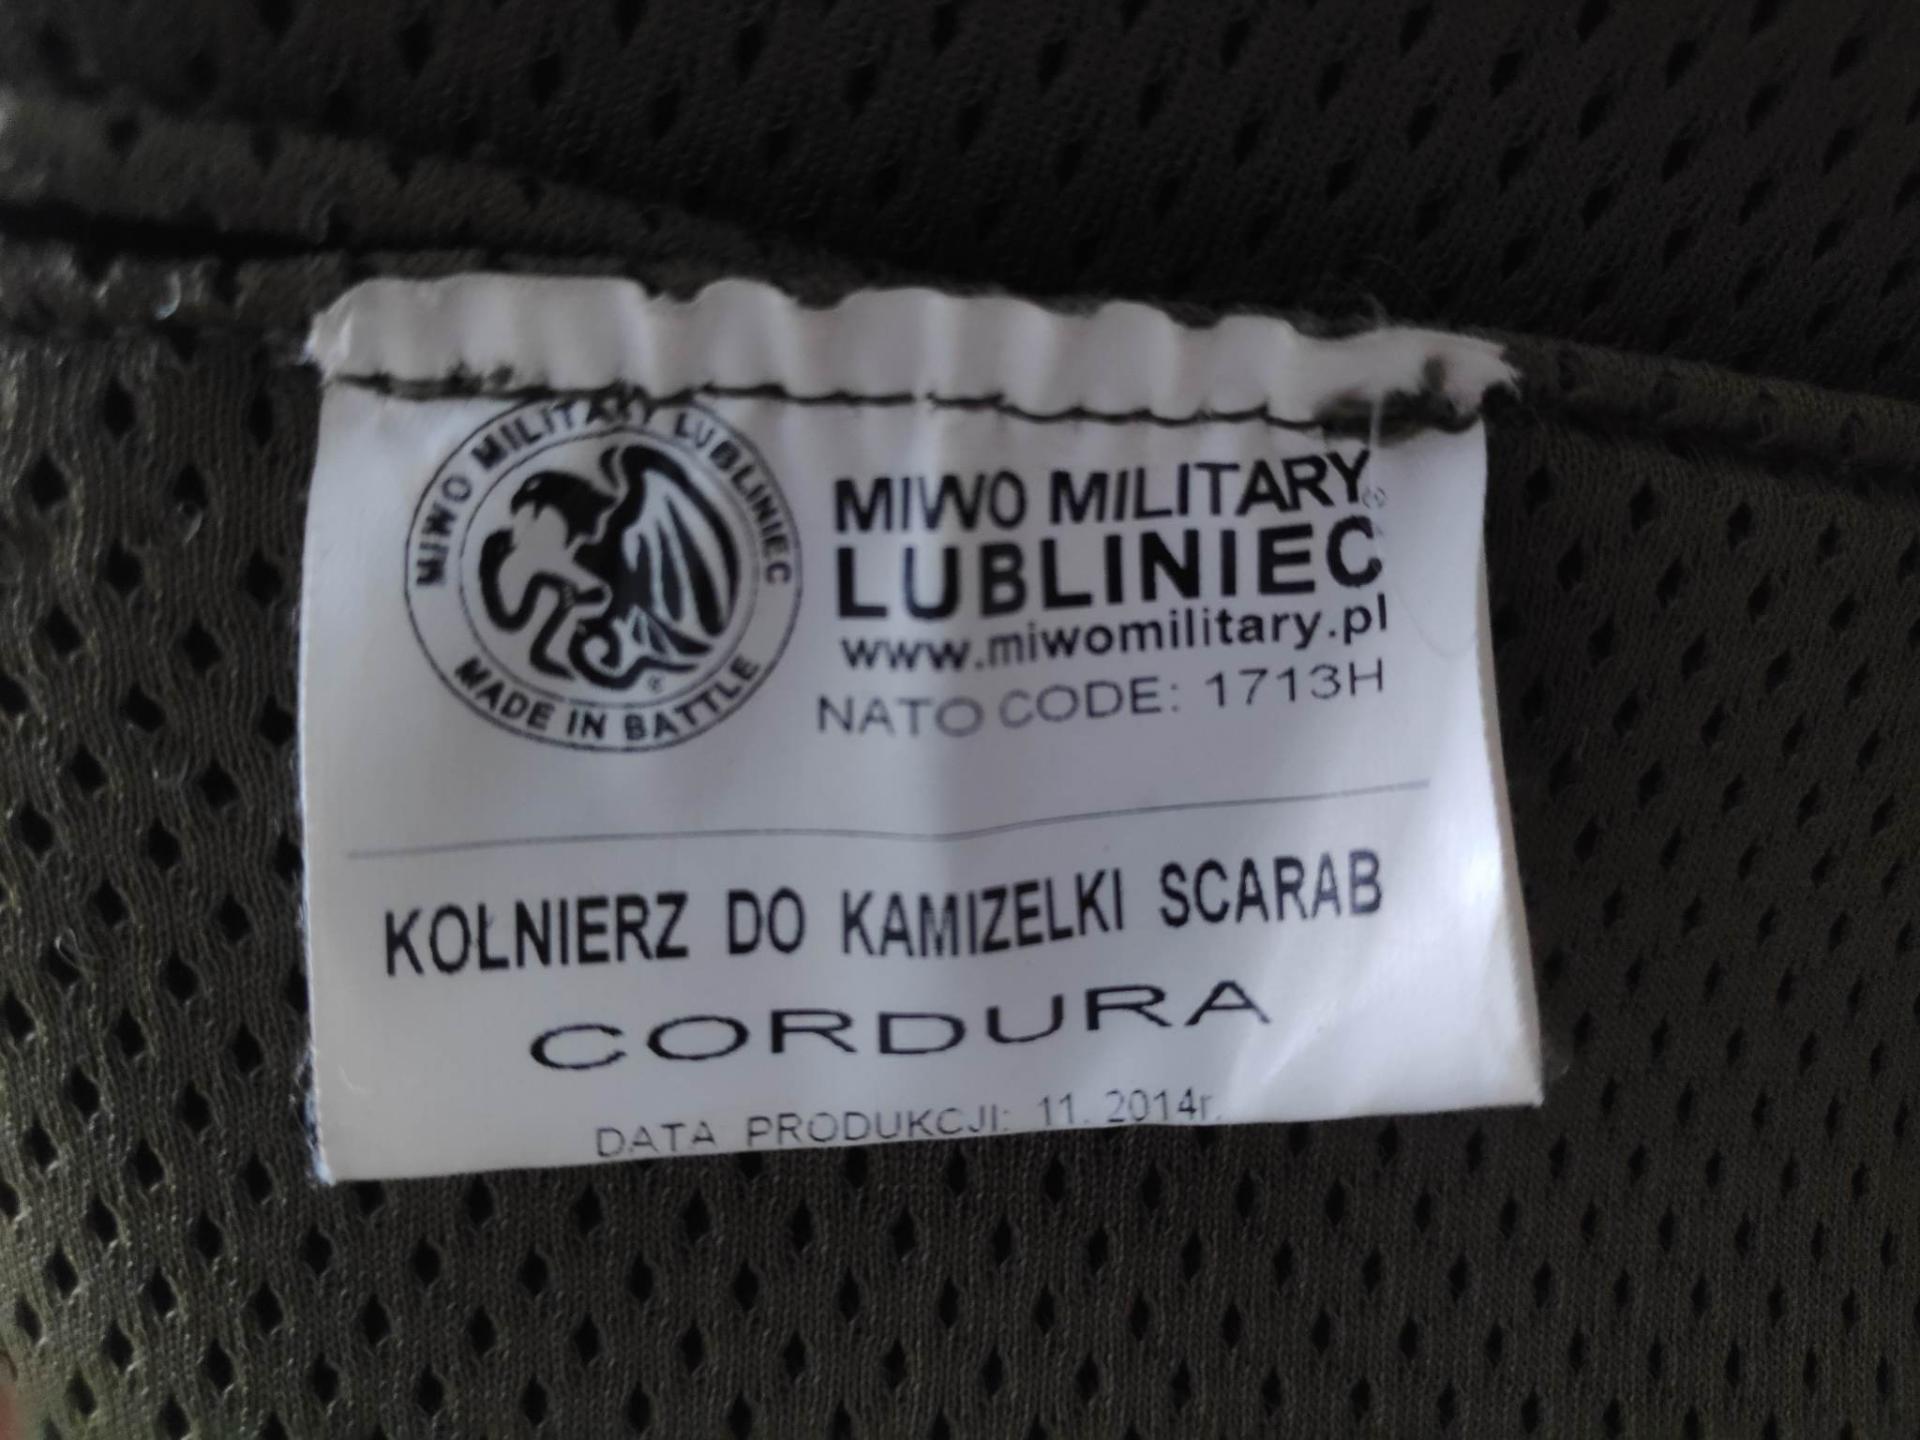 MIWO MILITARY LUBLINIEC
MADE IN BATTLE
MIWO MILITARY
LUBLINIEC
www.miwomilitary.pl
NATO CODE: 1713H
KOŁNIERZ DO KAMIZELKI SCARAB
CORDURA
DATA PRODUKCJI: 11. 2014r.